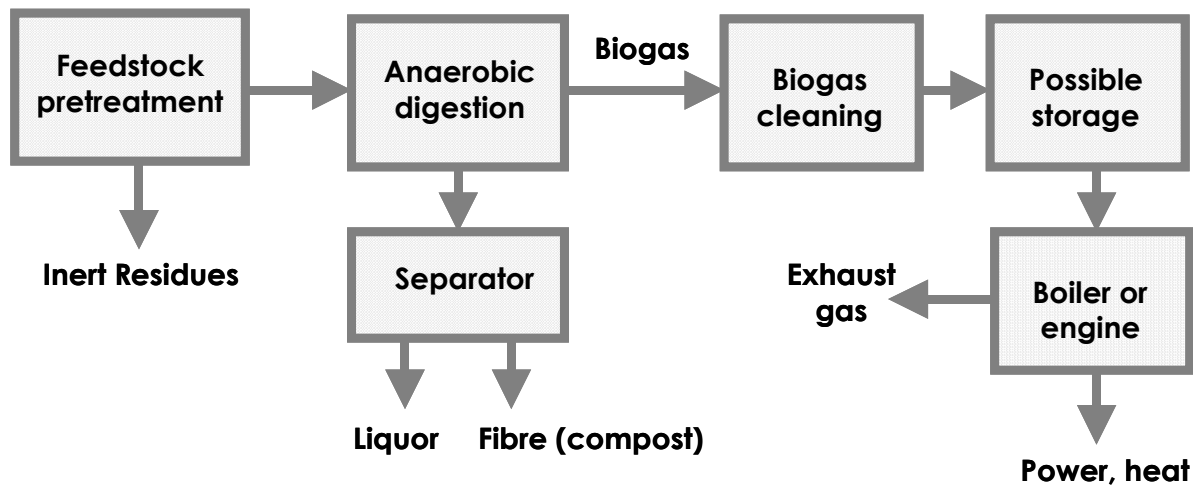 Feedstock
pretreatment
Anaerobic
digestion
Biogas
Biogas
cleaning
Possible
storage
Inert Residues
Separator
Exhaust
gas
Boiler or
engine
Liquor
Fibre (compost)
Power, heat